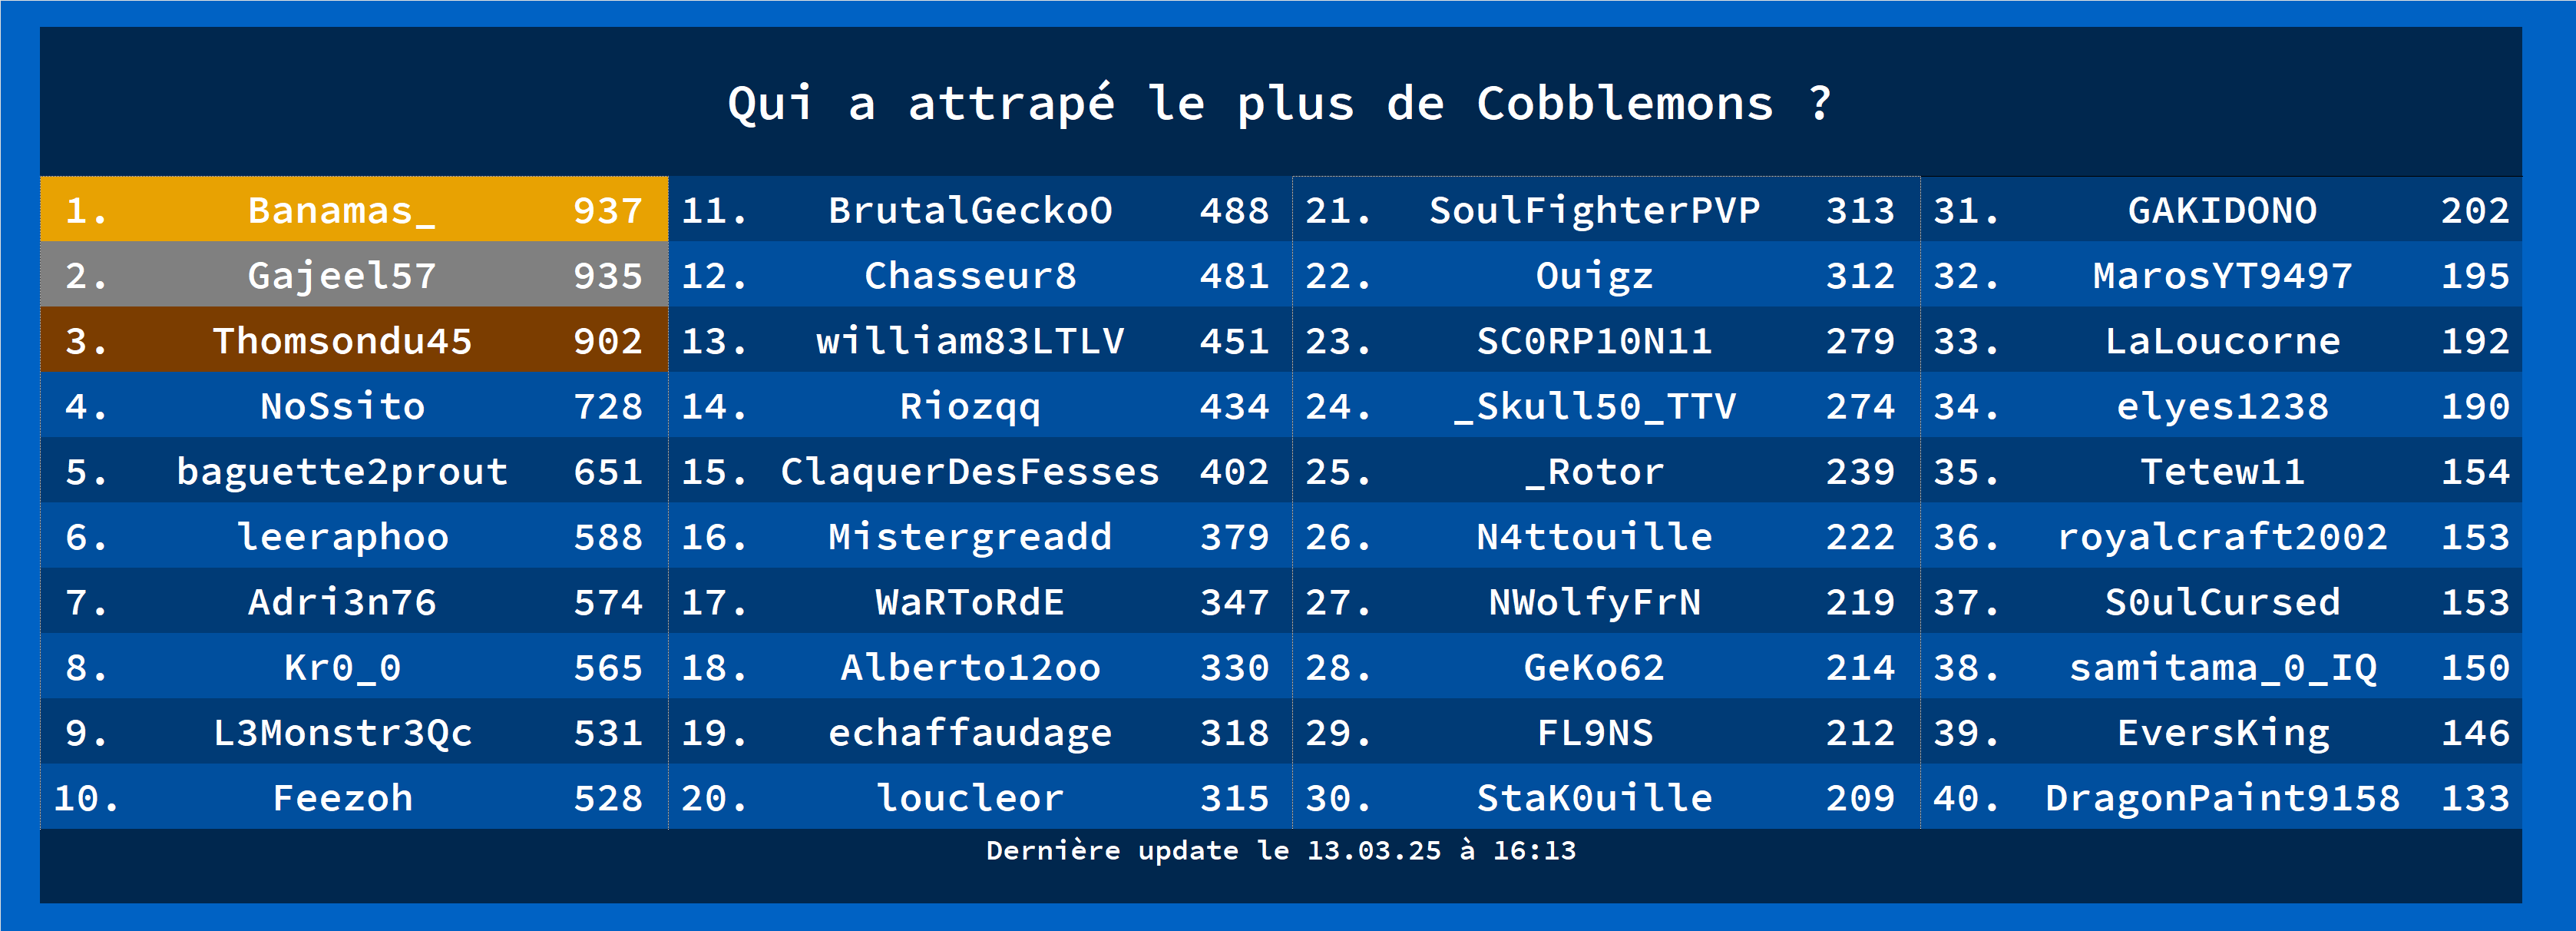 Qui a attrapé le plus de Cobblemons ?
1. Banamas_ 937
2. Gajeel57 935
3. Thomsondu45 902
4. NoSsito 728
5. baguette2prout 651
6. leeraphoo 588
7. Adri3n76 574
8. Kr0_0 565
9. L3Monstr3Qc 531
10. Feezoh 528
11. BrutalGeckoO 488
12. Chasseur8 481
13. william83LTLV 451
14. Riozqq 434
15. ClaquerDesFesses 402
16. Mistergreadd 379
17. WaRToRdE 347
18. Alberto12oo 330
19. echaffaudage 318
20. loucleor 315
21. SoulFighterPVP 313
22. Ouigz 312
23. SC0RP10N11 279
24. _Skull50_TTV 274
25. _Rotor 239
26. N4ttouille 222
27. NWolfyFrN 219
28. GeKo62 214
29. FL9NS 212
30. StaK0uille 209
31. GAKIDONO 202
32. MarosYT9497 195
33. LaLoucorne 192
34. elyes1238 190
35. Tetew11 154
36. royalcraft2002 153
37. S0ulCursed 153
38. samitama_0_IQ 150
39. EversKing 146
40. DragonPaint9158 133
Dernière update le 13.03.25 à 16:13